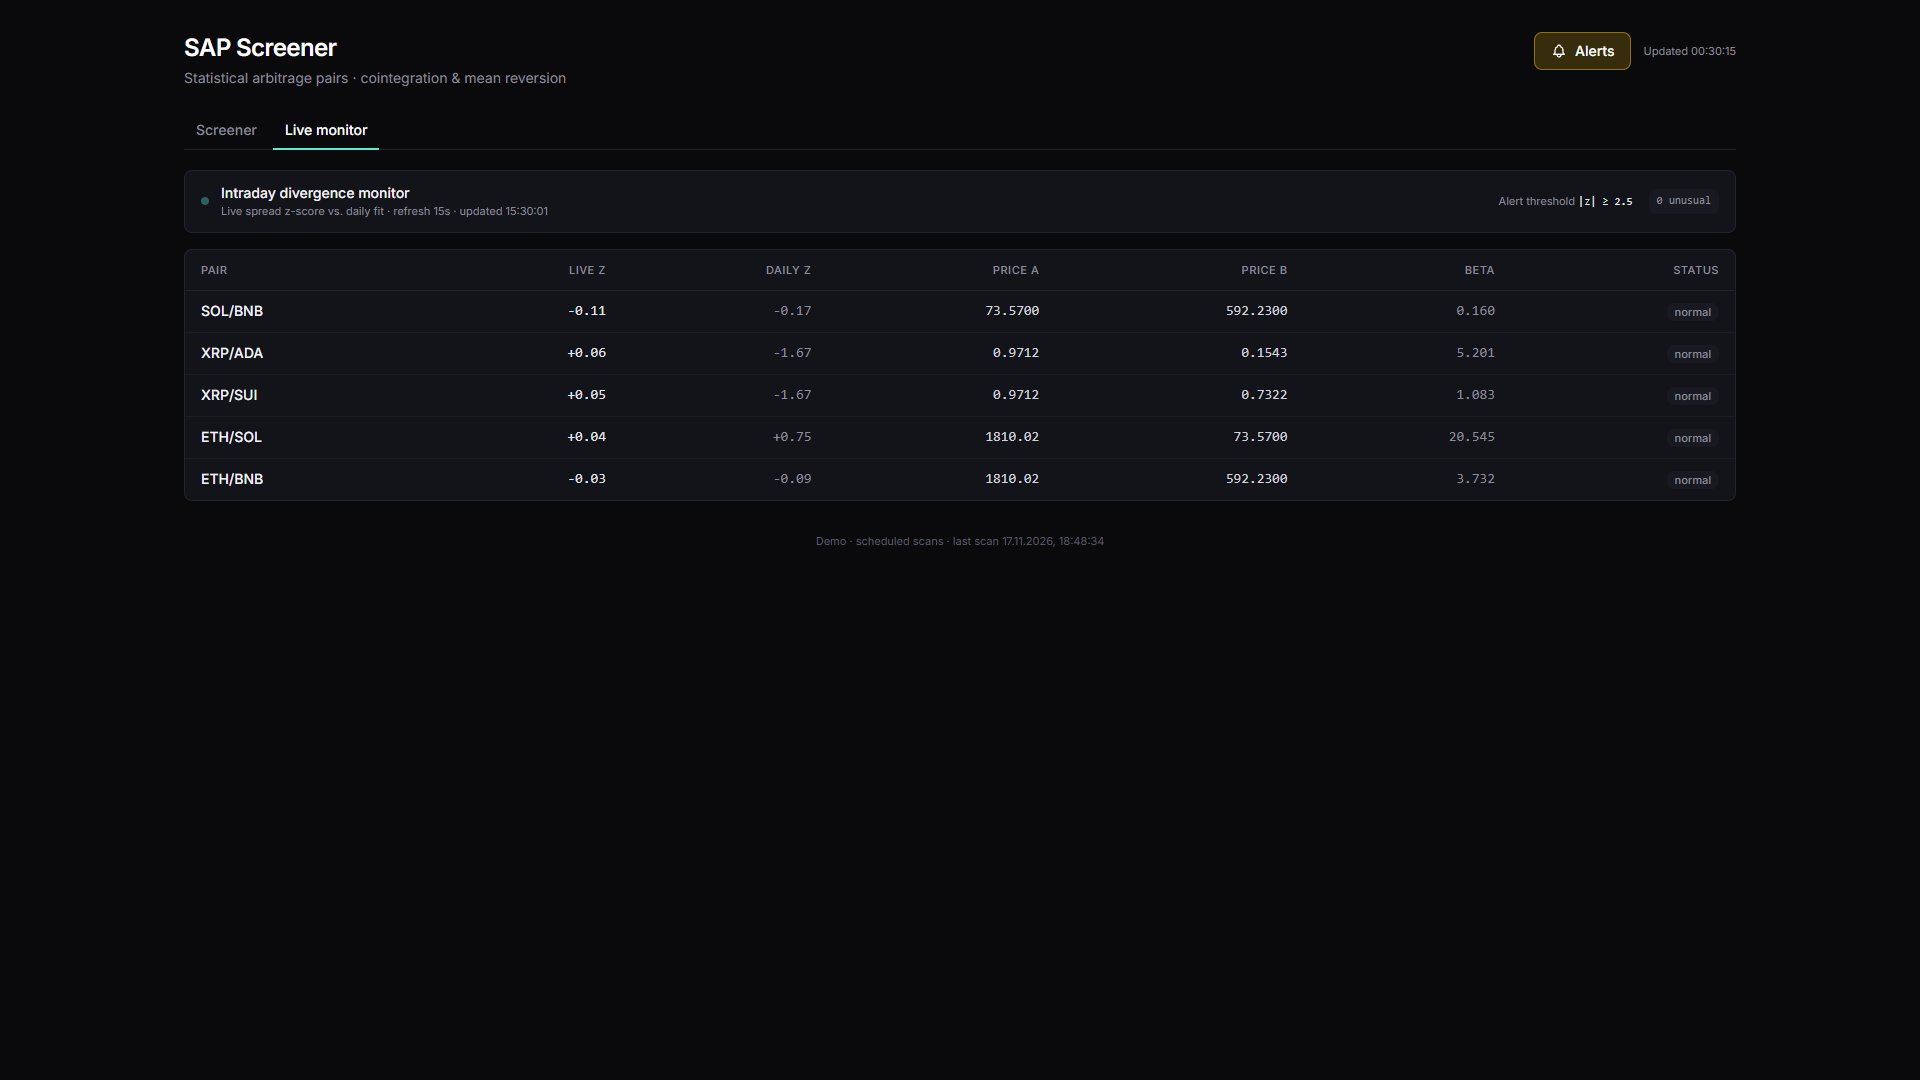 SAP Screener
Statistical arbitrage pairs · cointegration & mean reversion
Alerts
Updated 00:30:15
Screener Live monitor
Intraday divergence monitor
Live spread z-score vs. daily fit · refresh 15s · updated 15:30:01
Alert threshold |z| ≥ 2.5 0 unusual
PAIR LIVE Z DAILY Z PRICE A PRICE B BETA STATUS
SOL/BNB -0.11 -0.17 73.5700 592.2300 0.160 normal
XRP/ADA +0.06 -1.67 0.9712 0.1543 5.201 normal
XRP/SUI +0.05 -1.67 0.9712 0.7322 1.083 normal
ETH/SOL +0.04 +0.75 1810.02 73.5700 20.545 normal
ETH/BNB -0.03 -0.09 1810.02 592.2300 3.732 normal
Demo · scheduled scans · last scan 17.11.2026, 18:48:34